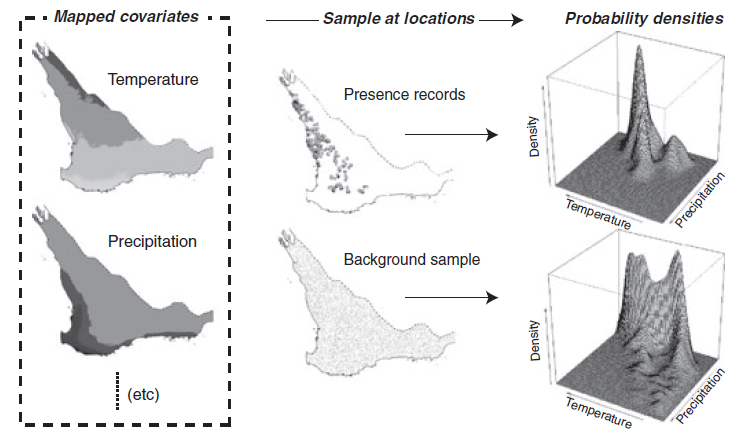 Mapped covariates
Sample at locations
Probability densities
Temperature
Presence records
Density
Temperature
Precipitation
Precipitation
Background sample
Density
Temperature
Precipitation
(etc)